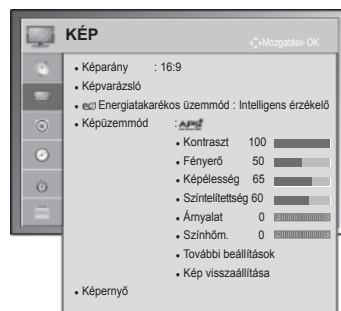 KÉP
Mozgatás= OK
• Képarány : 16:9
• Képvarázsló
• Energiatakarékos üzemmód : Intelligens érzékelő
• Képüzemmód : APS
• Kontraszt 100
• Fényerő 50
• Képélesség 65
• Színtelítettség 60
• Árnyalat 0
• Színhőm. 0
• További beállítások
• Kép visszaállítása
• Képernyő